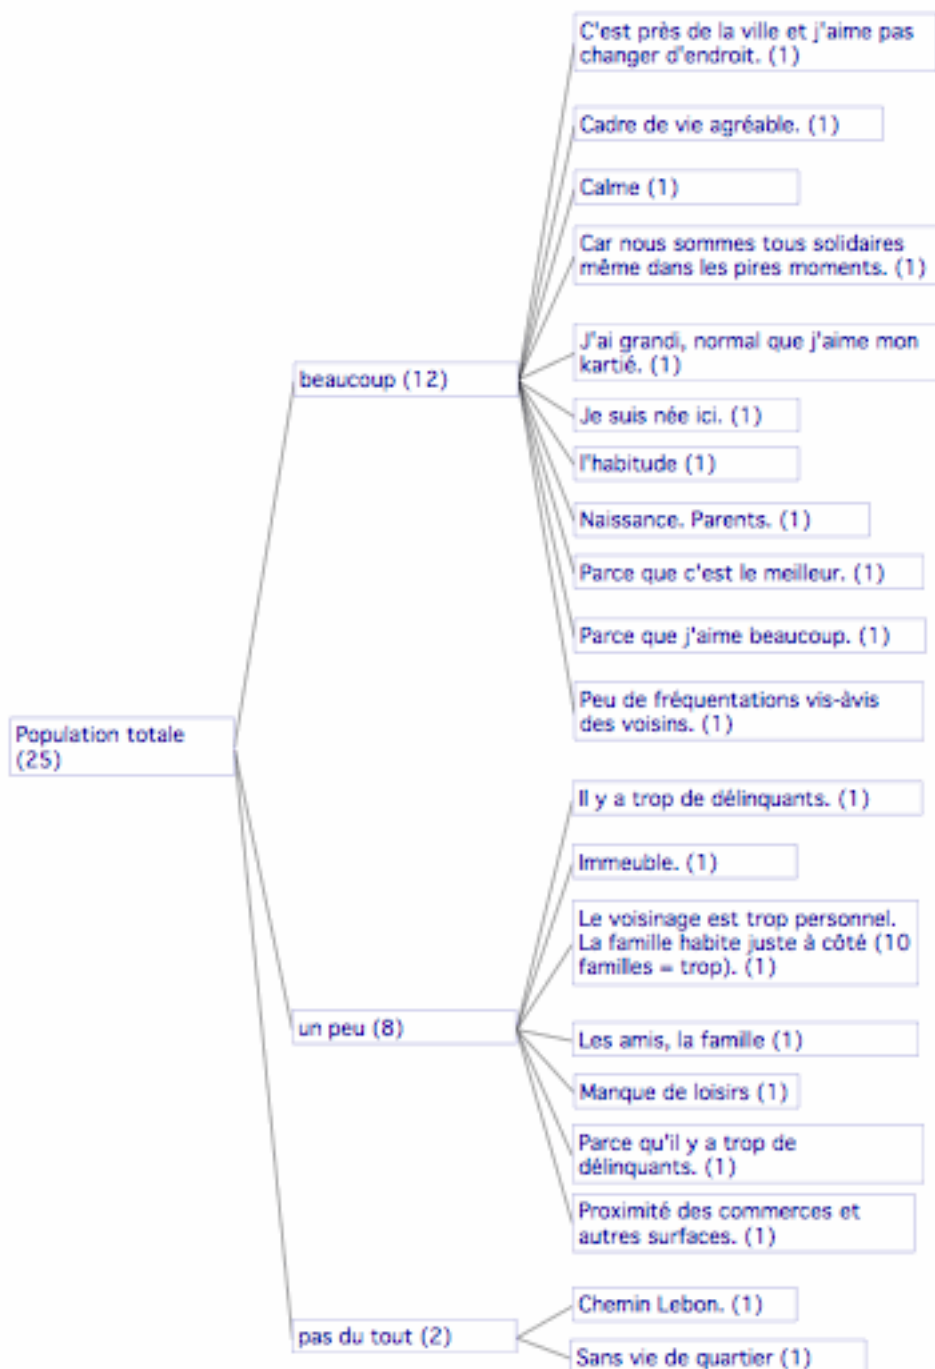 C'est près de la ville et j'aime pas
changer d'endroit. (1)
Cadre de vie agréable. (1)
Calme (1)
Car nous sommes tous solidaires
même dans les pires moments. (1)
J'ai grandi, normal que j'aime mon
kartié. (1)
beaucoup (12)
Je suis née ici. (1)
l'habitude (1)
Naissance. Parents. (1)
Parce que c'est le meilleur. (1)
Parce que j'aime beaucoup. (1)
Peu de fréquentations vis-àvis
des voisins. (1)
Population totale
(25)
Il y a trop de délinquants. (1)
Immeuble. (1)
Le voisinage est trop personnel.
La famille habite juste à côté (10
familles = trop). (1)
un peu (8)
Les amis, la famille (1)
Manque de loisirs (1)
Parce qu'il y a trop de
délinquants. (1)
Proximité des commerces et
autres surfaces. (1)
Chemin Lebon. (1)
pas du tout (2)
Sans vie de quartier (1)